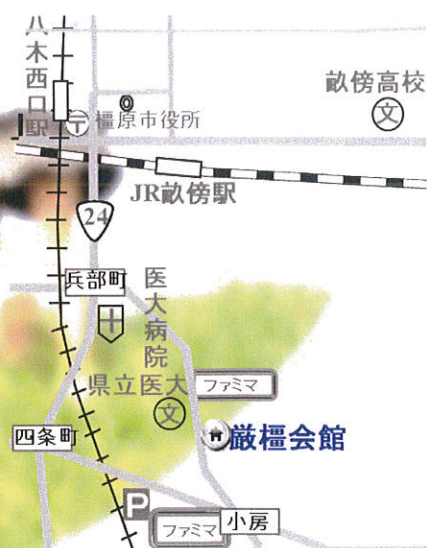 八木西口駅
畝傍高校
文
橿原市役所
JR畝傍駅
24
兵部町
医大病院
県立医大
文
ファミマ
厳橿会館
四条町
P
ファミマ
小房